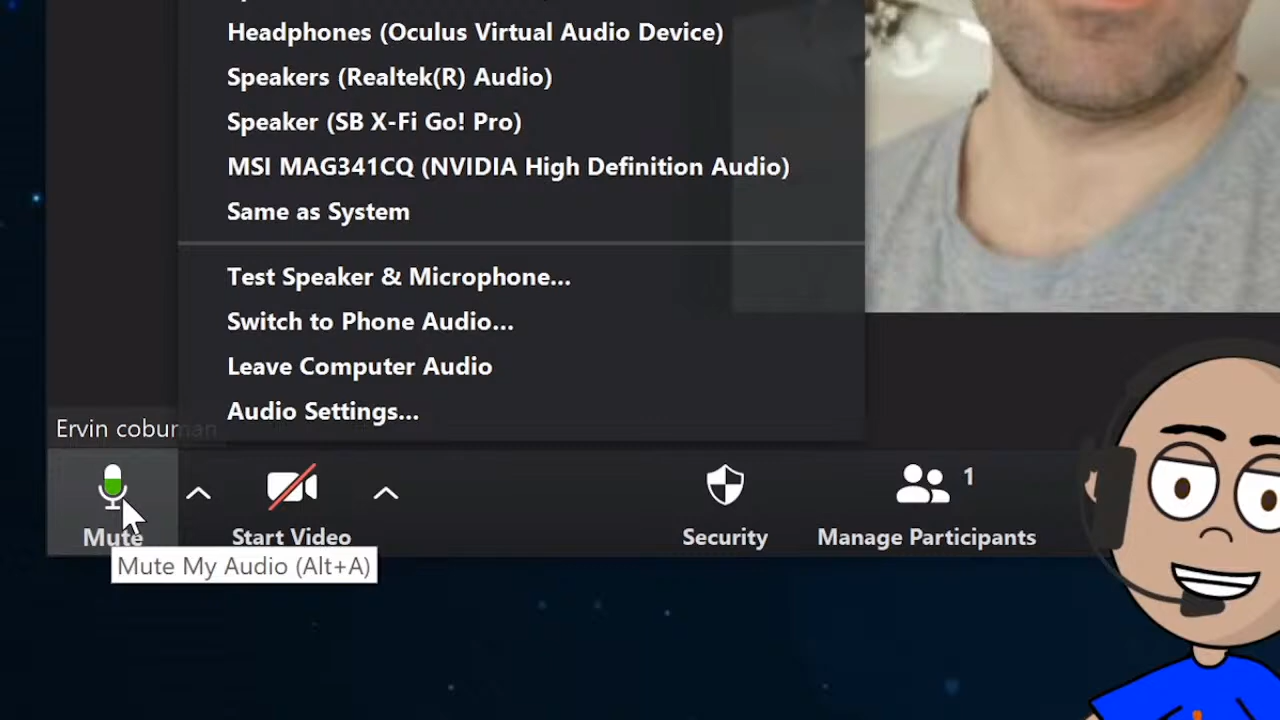 Headphones (Oculus Virtual Audio Device)
Speakers (Realtek(R) Audio)
Speaker (SB X-Fi Go! Pro)
MSI MAG341CQ (NVIDIA High Definition Audio)
Same as System
Test Speaker & Microphone...
Switch to Phone Audio...
Leave Computer Audio
Audio Settings...
Ervin coburnan
1
Mute
Start Video
Security
Manage Participants
Mute My Audio (Alt+A)